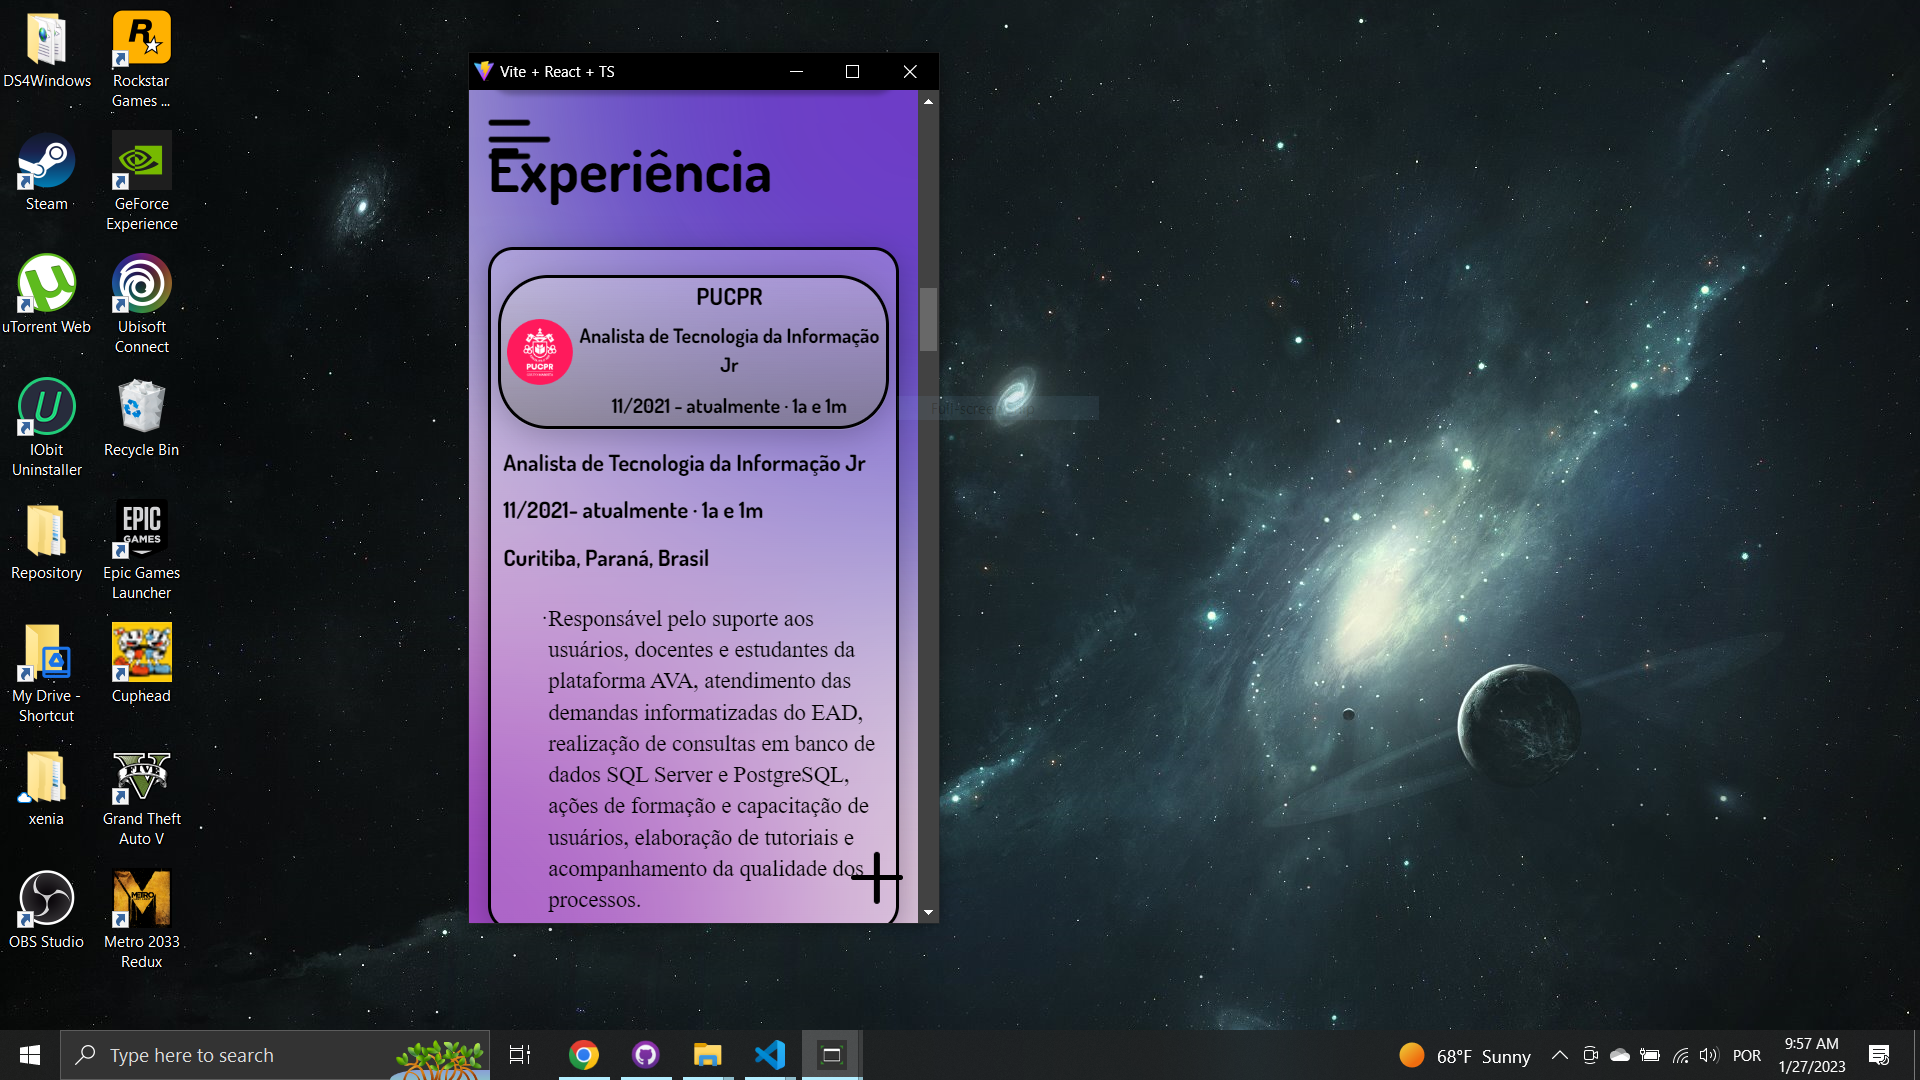 DS4Windows
Rockstar
Games ...
Steam
GeForce
Experience
uTorrent Web
Ubisoft
Connect
IObit
Uninstaller
Recycle Bin
Repository
EPIC
GAMES
Epic Games
Launcher
My Drive -
Shortcut
Cuphead
xenia
FIVE
Grand Theft
Auto V
OBS Studio
METRO
Metro 2033
Redux
Vite + React + TS
Experiência
PUCPR
PUCPR
Analista de Tecnologia da Informação
Jr
11/2021 - atualmente · 1a e 1m
Analista de Tecnologia da Informação Jr
11/2021- atualmente · 1a e 1m
Curitiba, Paraná, Brasil
·Responsável pelo suporte aos
usuários, docentes e estudantes da
plataforma AVA, atendimento das
demandas informatizadas do EAD,
realização de consultas em banco de
dados SQL Server e PostgreSQL,
ações de formação e capacitação de
usuários, elaboração de tutoriais e
acompanhamento da qualidade dos
processos.
Type here to search
68°F Sunny
POR
9:57 AM
1/27/2023